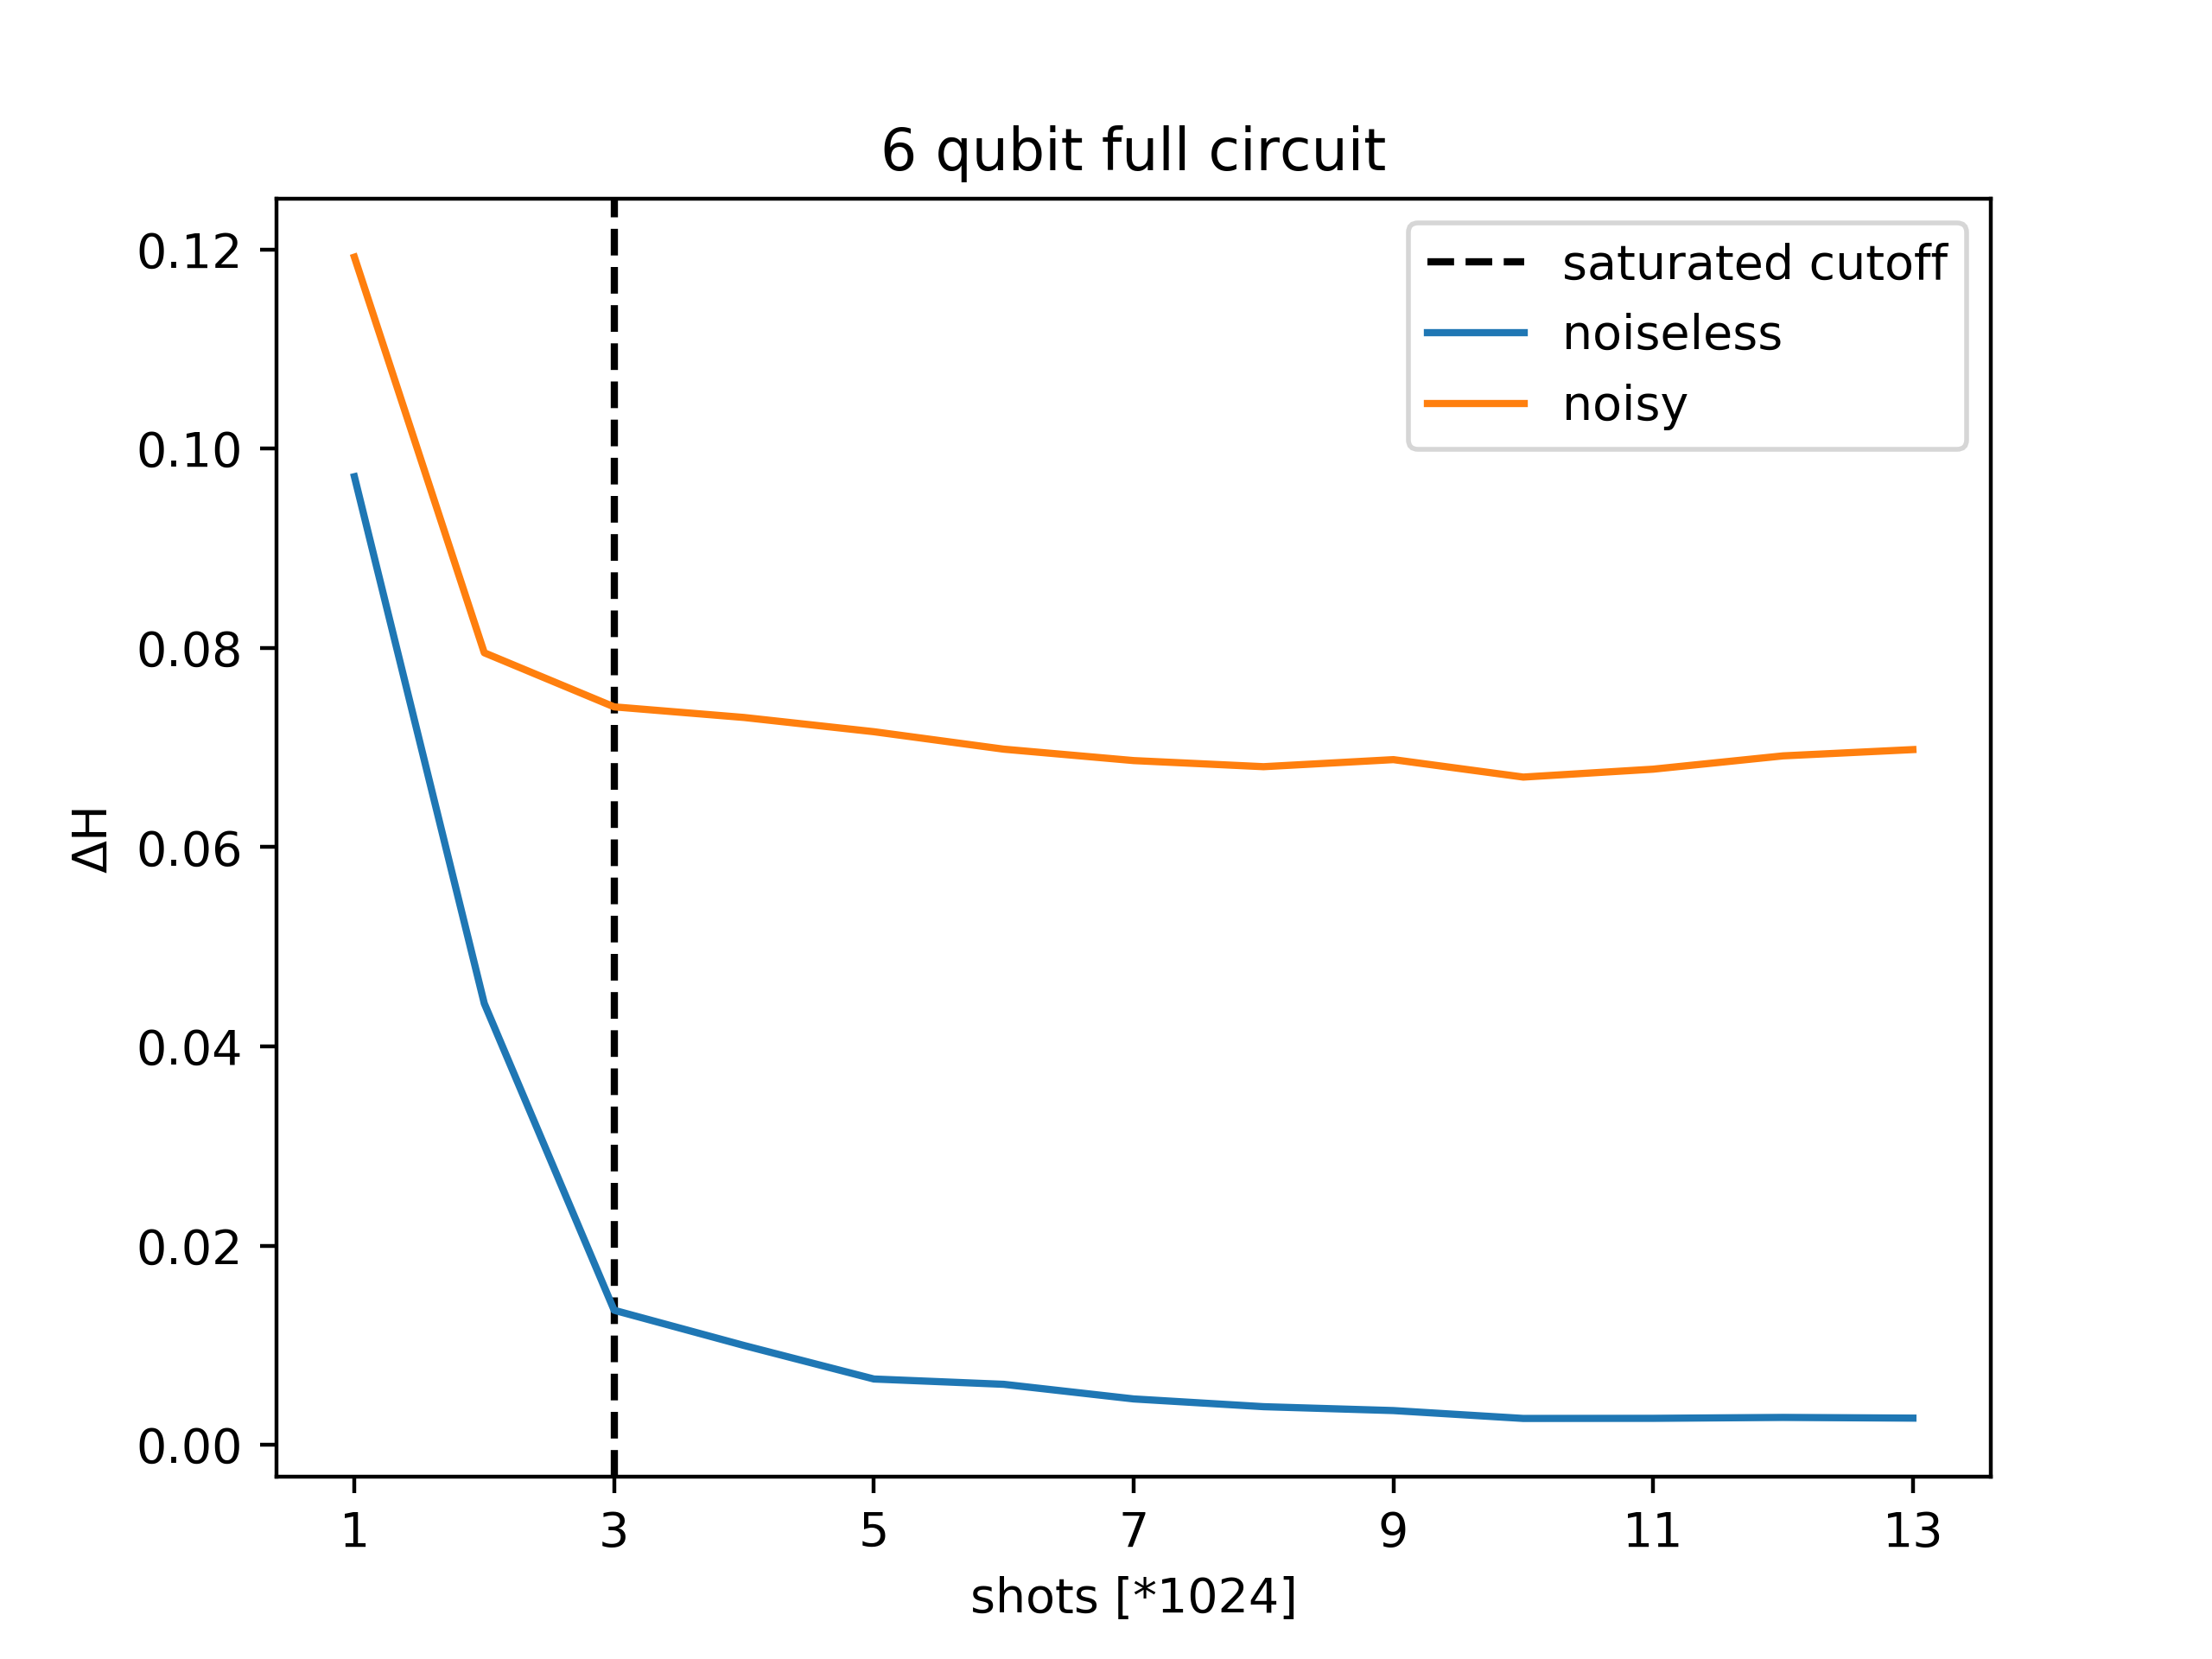 6 qubit full circuit
saturated cutoff
noiseless
noisy
0.12
0.10
0.08
0.06
0.04
0.02
0.00
ΔH
1 3 5 7 9 11 13
shots [*1024]